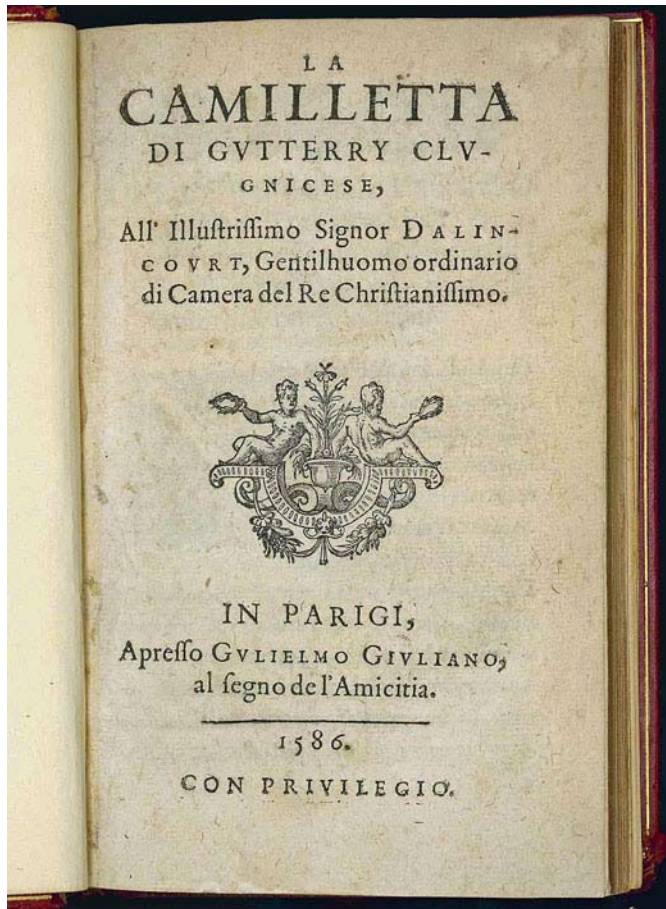 LA
CAMILLETTA
DI GVTTERRY CLV-
GNICESE,
All' Illuſtriſſimo Signor DALIN-
COVRT, Gentilhuomo ordinario
di Camera del Re Chriſtianiſſimo.
IN PARIGI,
Apreſſo GVLIELMO GIVLIANO,
al ſegno de l'Amicitia.
1586.
CON PRIVILEGIO.